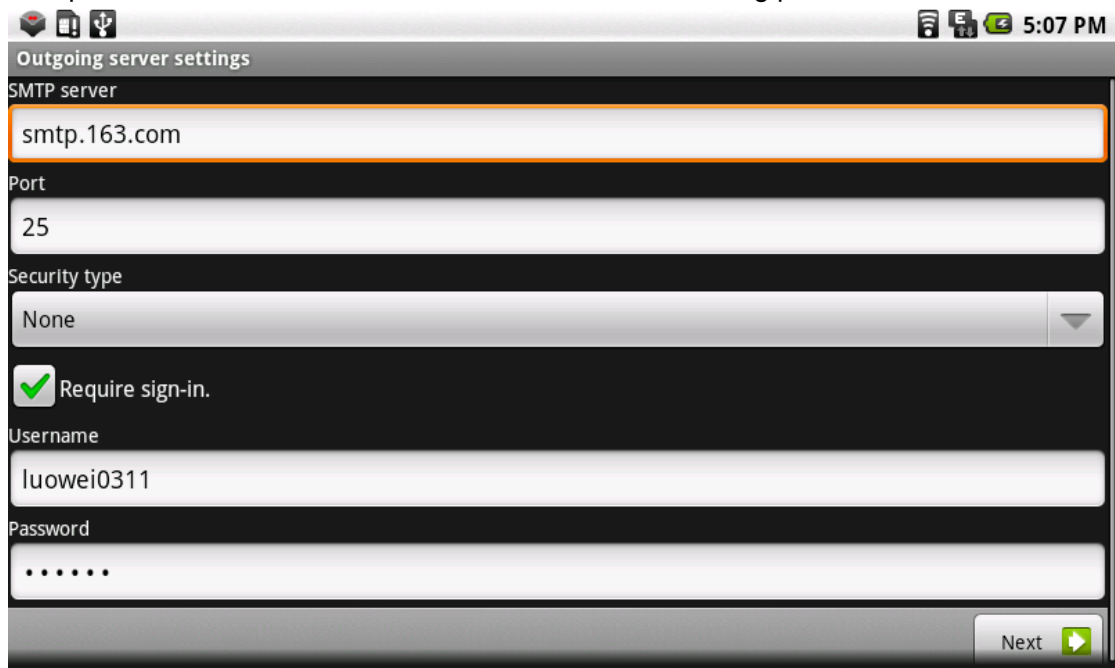 5:07 PM
Outgoing server settings
SMTP server
smtp.163.com
Port
25
Security type
None
Require sign-in.
Username
luowei0311
Password
••••••
Next